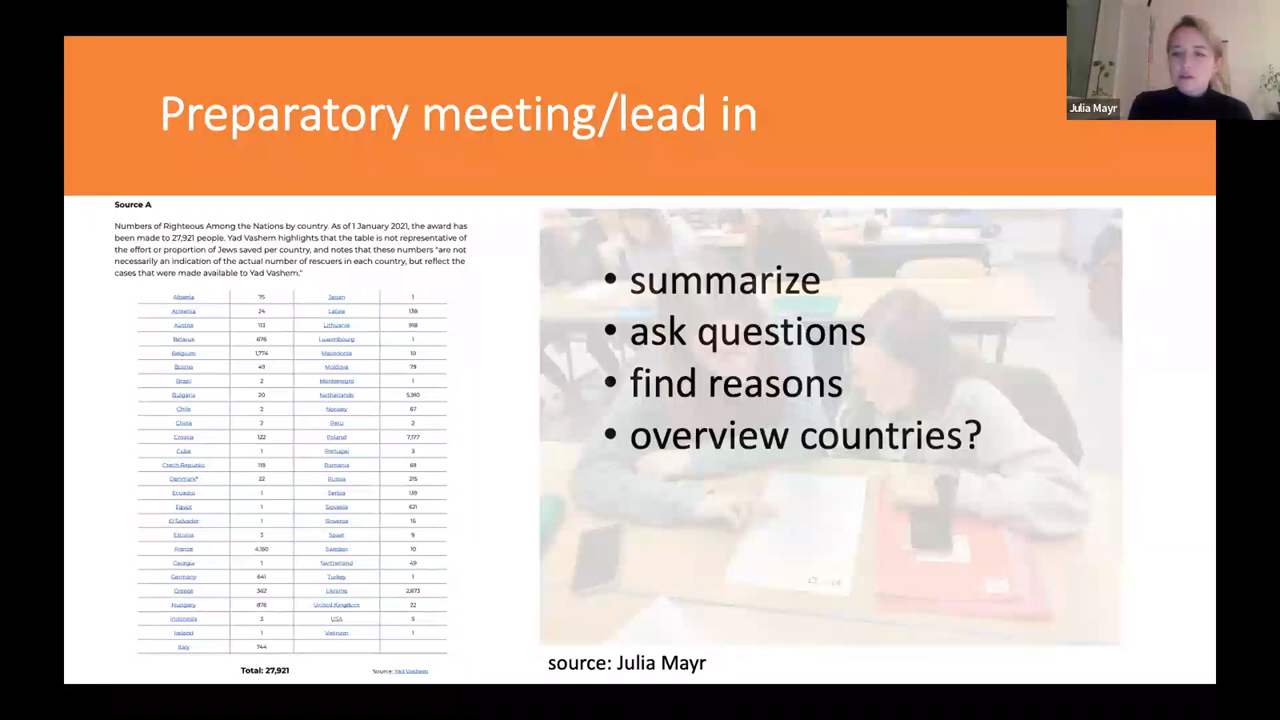 Preparatory meeting/lead in
Julia Mayr
Source A
Numbers of Righteous Among the Nations by country. As of 1 January 2021, the award has
been made to 27,921 people. Yad Vashem highlights that the table is not representative of
the effort or proportion of Jews saved per country, and notes that these numbers "are not
necessarily an indication of the actual number of rescuers in each country, but reflect the
cases that were made available to Yad Vashem."
Albania 75 Japan 1
Armenia 24 Latvia 138
Austria 113 Lithuania 918
Belarus 676 Luxembourg 1
Belgium 1,774 Macedonia 10
Bosnia 49 Moldova 79
Brazil 2 Montenegro 1
Bulgaria 20 Netherlands 5,910
Chile 2 Norway 67
China 2 Peru 2
Croatia 122 Poland 7,177
Cuba 1 Portugal 3
Czech Republic 119 Romania 69
Denmark* 22 Russia 215
Ecuador 1 Serbia 139
Egypt 1 Slovakia 621
El Salvador 1 Slovenia 15
Estonia 3 Spain 9
France 4,150 Sweden 10
Georgia 1 Switzerland 49
Germany 641 Turkey 1
Greece 362 Ukraine 2,673
Hungary 876 United Kingdom 22
Indonesia 3 USA 5
Ireland 1 Vietnam 1
Italy 744
Total: 27,921
Source: Yad Vashem
• summarize
• ask questions
• find reasons
• overview countries?
source: Julia Mayr